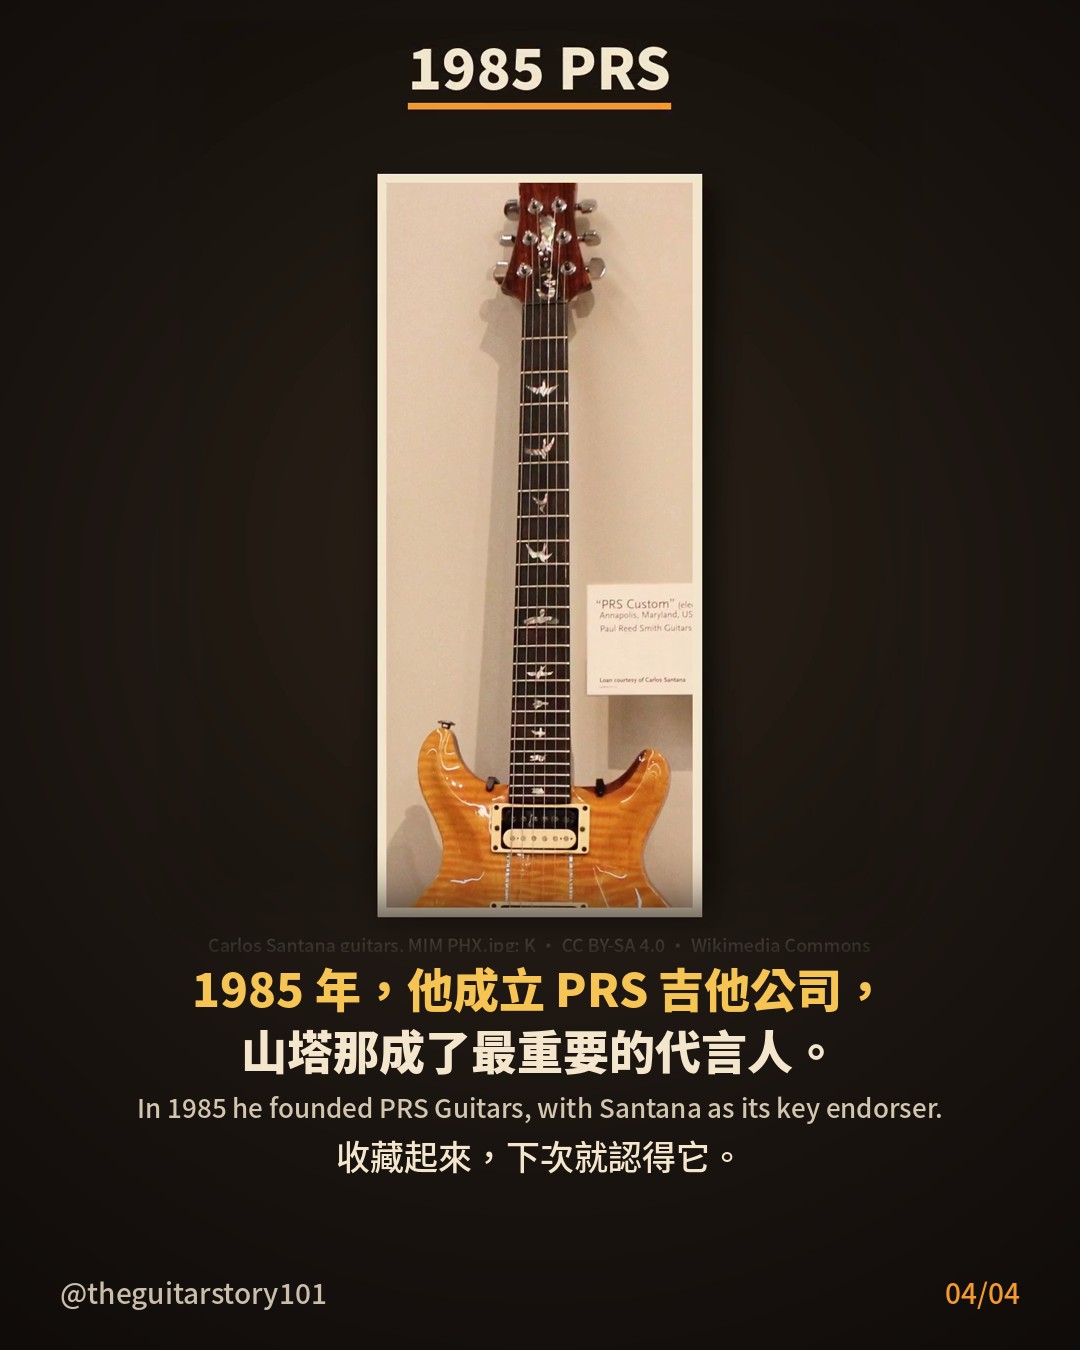 1985 PRS
"PRS Custom"
Annapolis, Maryland, US
Paul Reed Smith Guitars
Loan courtesy of Carlos Santana
Carlos Santana guitars, MIM PHX.jpg: K • CC BY-SA 4.0 • Wikimedia Commons
1985 年，他成立 PRS 吉他公司，
山塔那成了最重要的代言人。
In 1985 he founded PRS Guitars, with Santana as its key endorser.
收藏起來，下次就認得它。
@theguitarstory101
04/04